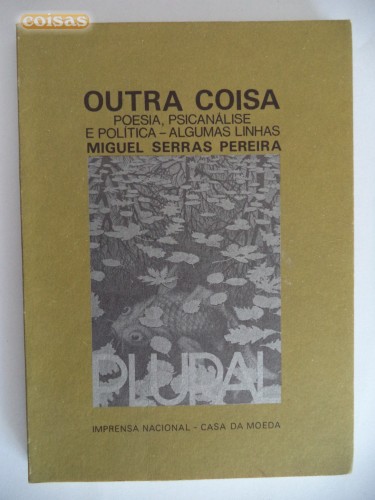 coisas
OUTRA COISA
POESIA, PSICANÁLISE
E POLÍTICA – ALGUMAS LINHAS
MIGUEL SERRAS PEREIRA
PLURAL
IMPRENSA NACIONAL - CASA DA MOEDA